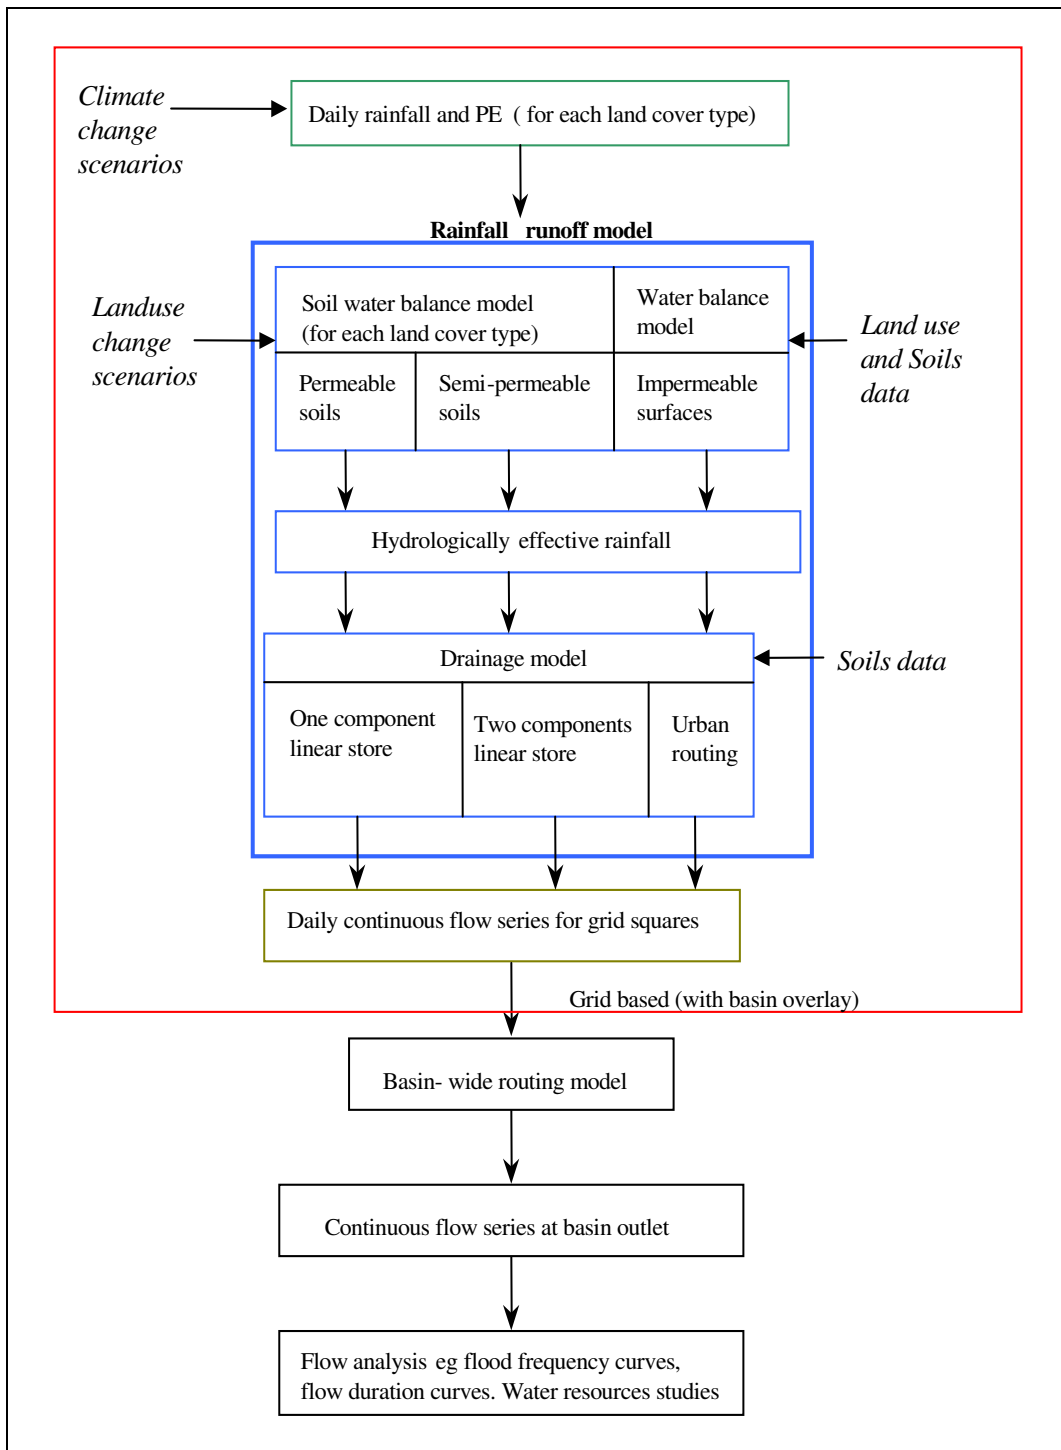 Climate
change
scenarios
Daily rainfall and PE ( for each land cover type)
Rainfall runoff model
Landuse
change
scenarios
Soil water balance model
(for each land cover type)
Water balance
model
Land use
and Soils
data
Permeable
soils
Semi-permeable
soils
Impermeable
surfaces
Hydrologically effective rainfall
Drainage model
Soils data
One component
linear store
Two components
linear store
Urban
routing
Daily continuous flow series for grid squares
Grid based (with basin overlay)
Basin- wide routing model
Continuous flow series at basin outlet
Flow analysis eg flood frequency curves,
flow duration curves. Water resources studies